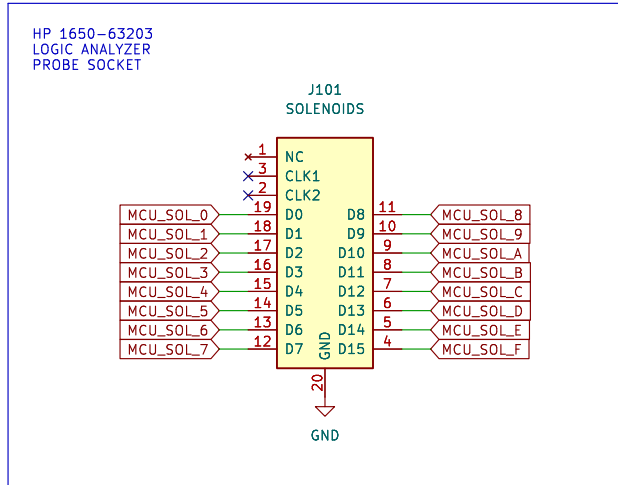 HP 1650-63203
LOGIC ANALYZER
PROBE SOCKET
J101
SOLENOIDS
1 NC
3 CLK1
2 CLK2
MCU_SOL_0 19 D0 D8 11 MCU_SOL_8
MCU_SOL_1 18 D1 D9 10 MCU_SOL_9
MCU_SOL_2 17 D2 D10 9 MCU_SOL_A
MCU_SOL_3 16 D3 D11 8 MCU_SOL_B
MCU_SOL_4 15 D4 D12 7 MCU_SOL_C
MCU_SOL_5 14 D5 D13 6 MCU_SOL_D
MCU_SOL_6 13 D6 D14 5 MCU_SOL_E
MCU_SOL_7 12 D7 D15 4 MCU_SOL_F
GND
20
GND